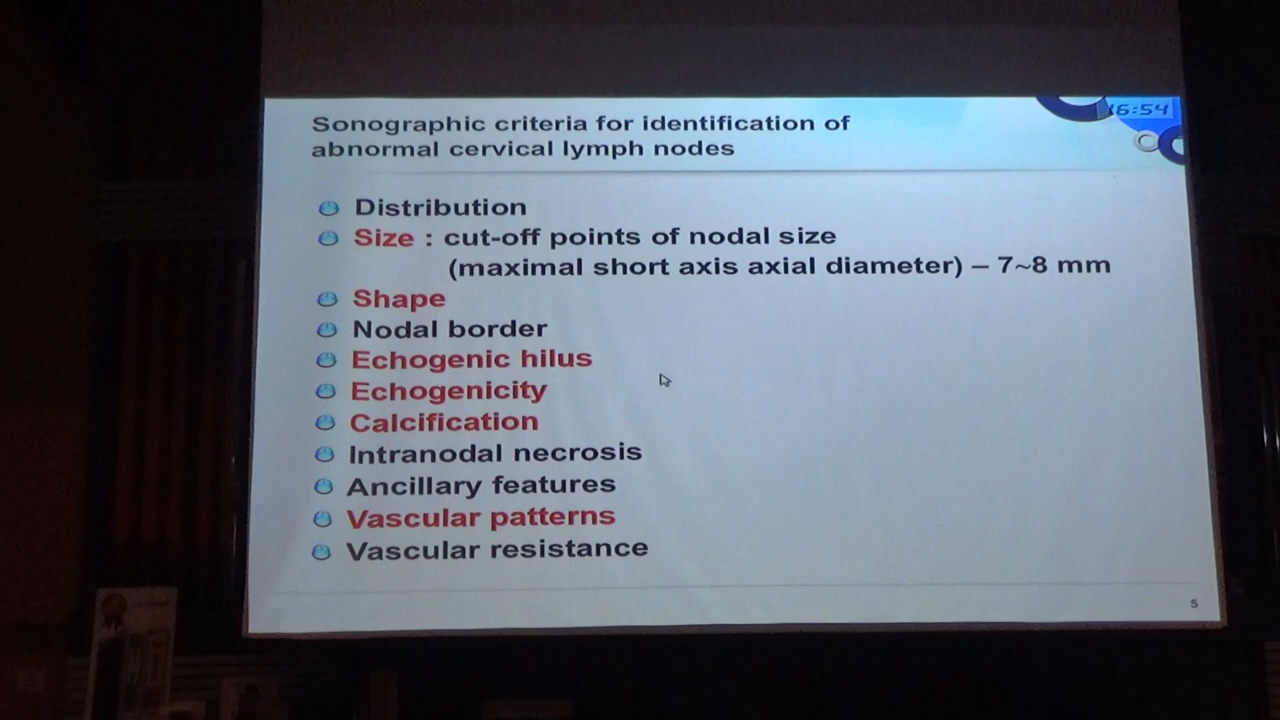 Sonographic criteria for identification of
abnormal cervical lymph nodes
16:54
Distribution
Size : cut-off points of nodal size
(maximal short axis axial diameter) – 7~8 mm
Shape
Nodal border
Echogenic hilus
Echogenicity
Calcification
Intranodal necrosis
Ancillary features
Vascular patterns
Vascular resistance
5